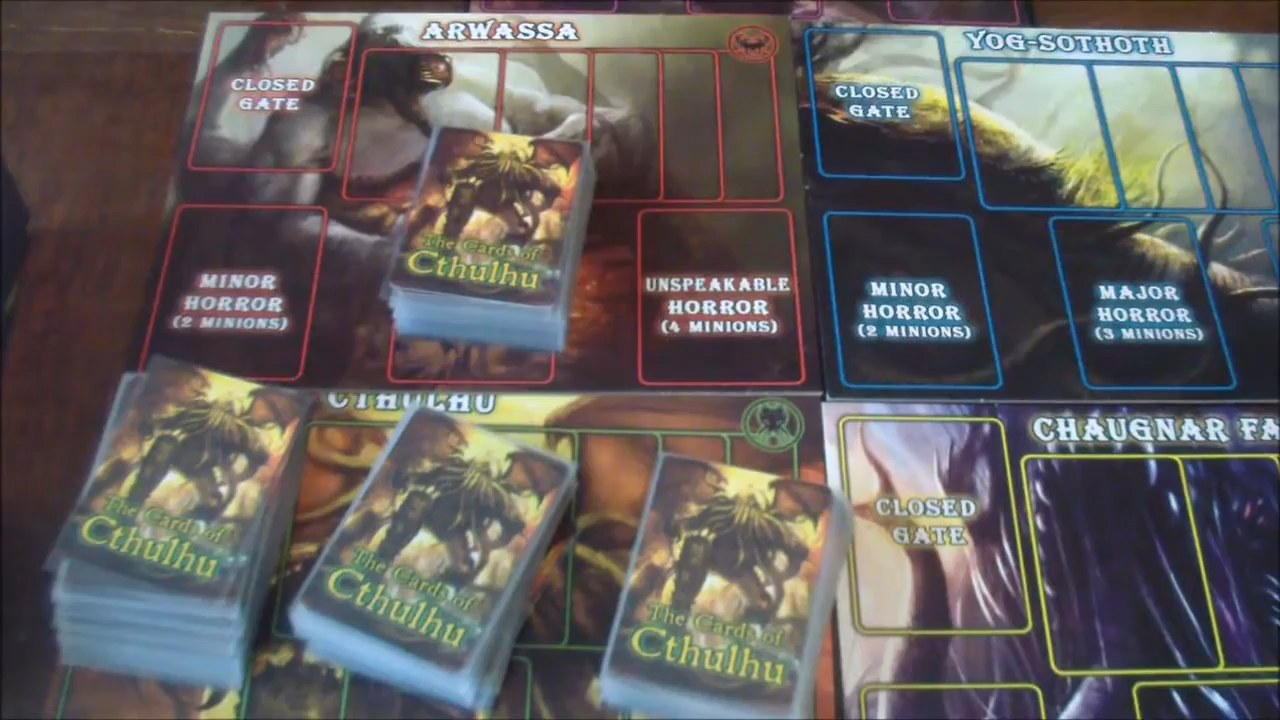 ARWASSA
CLOSED
GATE
MINOR
HORROR
(2 MINIONS)
UNSPEAKABLE
HORROR
(4 MINIONS)
The Cards of
Cthulhu
YOG-SOTHOTH
CLOSED
GATE
MINOR
HORROR
(2 MINIONS)
MAJOR
HORROR
(3 MINIONS)
CTHULHU
The Cards of
Cthulhu
The Cards of
Cthulhu
The Cards of
Cthulhu
CHAUGNAR FA
CLOSED
GATE